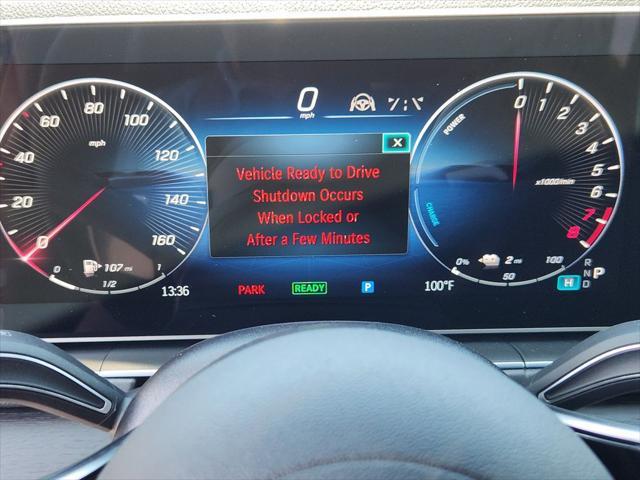 0
mph
X
Vehicle Ready to Drive
Shutdown Occurs
When Locked or
After a Few Minutes
0
20
40
60
80
100
120
140
160
mph
0
1/2
1
107 mi
POWER
CHARGE
0
1
2
3
4
5
6
7
8
x1000/min
0%
50
100
2 mi
13:36
PARK
READY
P
100°F
H
R
N
D
P